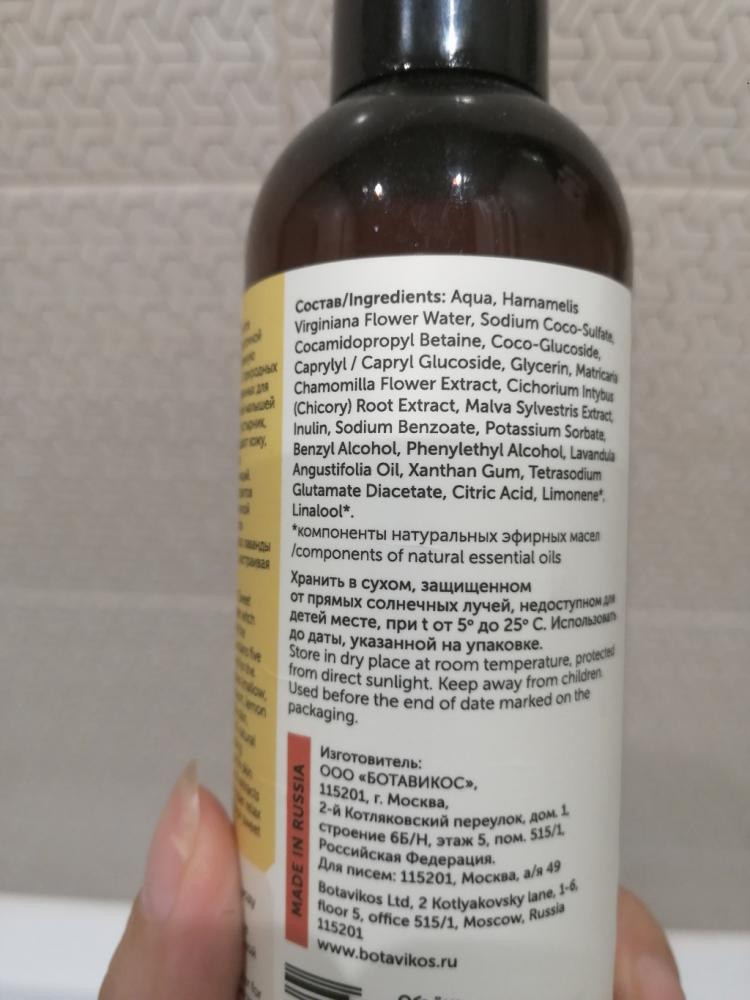 Состав/Ingredients: Aqua, Hamamelis
Virginiana Flower Water, Sodium Coco-Sulfate,
Cocamidopropyl Betaine, Coco-Glucoside,
Caprylyl / Capryl Glucoside, Glycerin, Matricaria
Chamomilla Flower Extract, Cichorium Intybus
(Chicory) Root Extract, Malva Sylvestris Extract,
Inulin, Sodium Benzoate, Potassium Sorbate,
Benzyl Alcohol, Phenylethyl Alcohol, Lavandula
Angustifolia Oil, Xanthan Gum, Tetrasodium
Glutamate Diacetate, Citric Acid, Limonene*,
Linalool*.
*компоненты натуральных эфирных масел
/components of natural essential oils
Хранить в сухом, защищенном
от прямых солнечных лучей, недоступном для
детей месте, при t от 5° до 25° С. Использовать
до даты, указанной на упаковке.
Store in dry place at room temperature, protected
from direct sunlight. Keep away from children.
Used before the end of date marked on the
packaging.
MADE IN RUSSIA
Изготовитель:
ООО «БОТАВИКОС»,
115201, г. Москва,
2-й Котляковский переулок, дом. 1,
строение 6Б/Н, этаж 5, пом. 515/1,
Российская Федерация.
Для писем: 115201, Москва, а/я 49
Botavikos Ltd, 2 Kotlyakovsky lane, 1-6,
floor 5, office 515/1, Moscow, Russia
115201
www.botavikos.ru